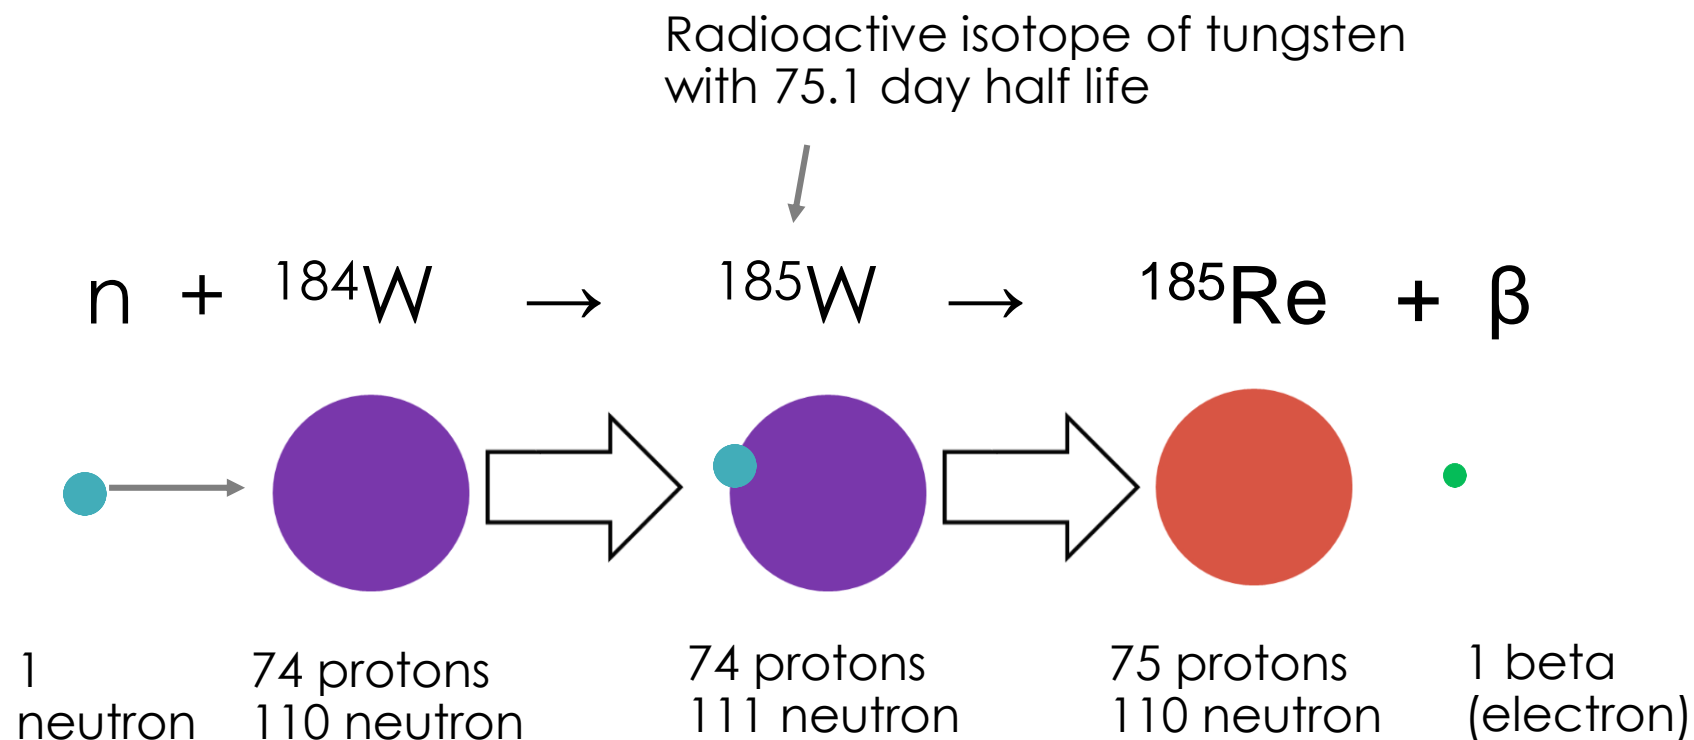 Radioactive isotope of tungsten
with 75.1 day half life
n + ¹⁸⁴W → ¹⁸⁵W → ¹⁸⁵Re + β
1 neutron
74 protons
110 neutron
74 protons
111 neutron
75 protons
110 neutron
1 beta
(electron)